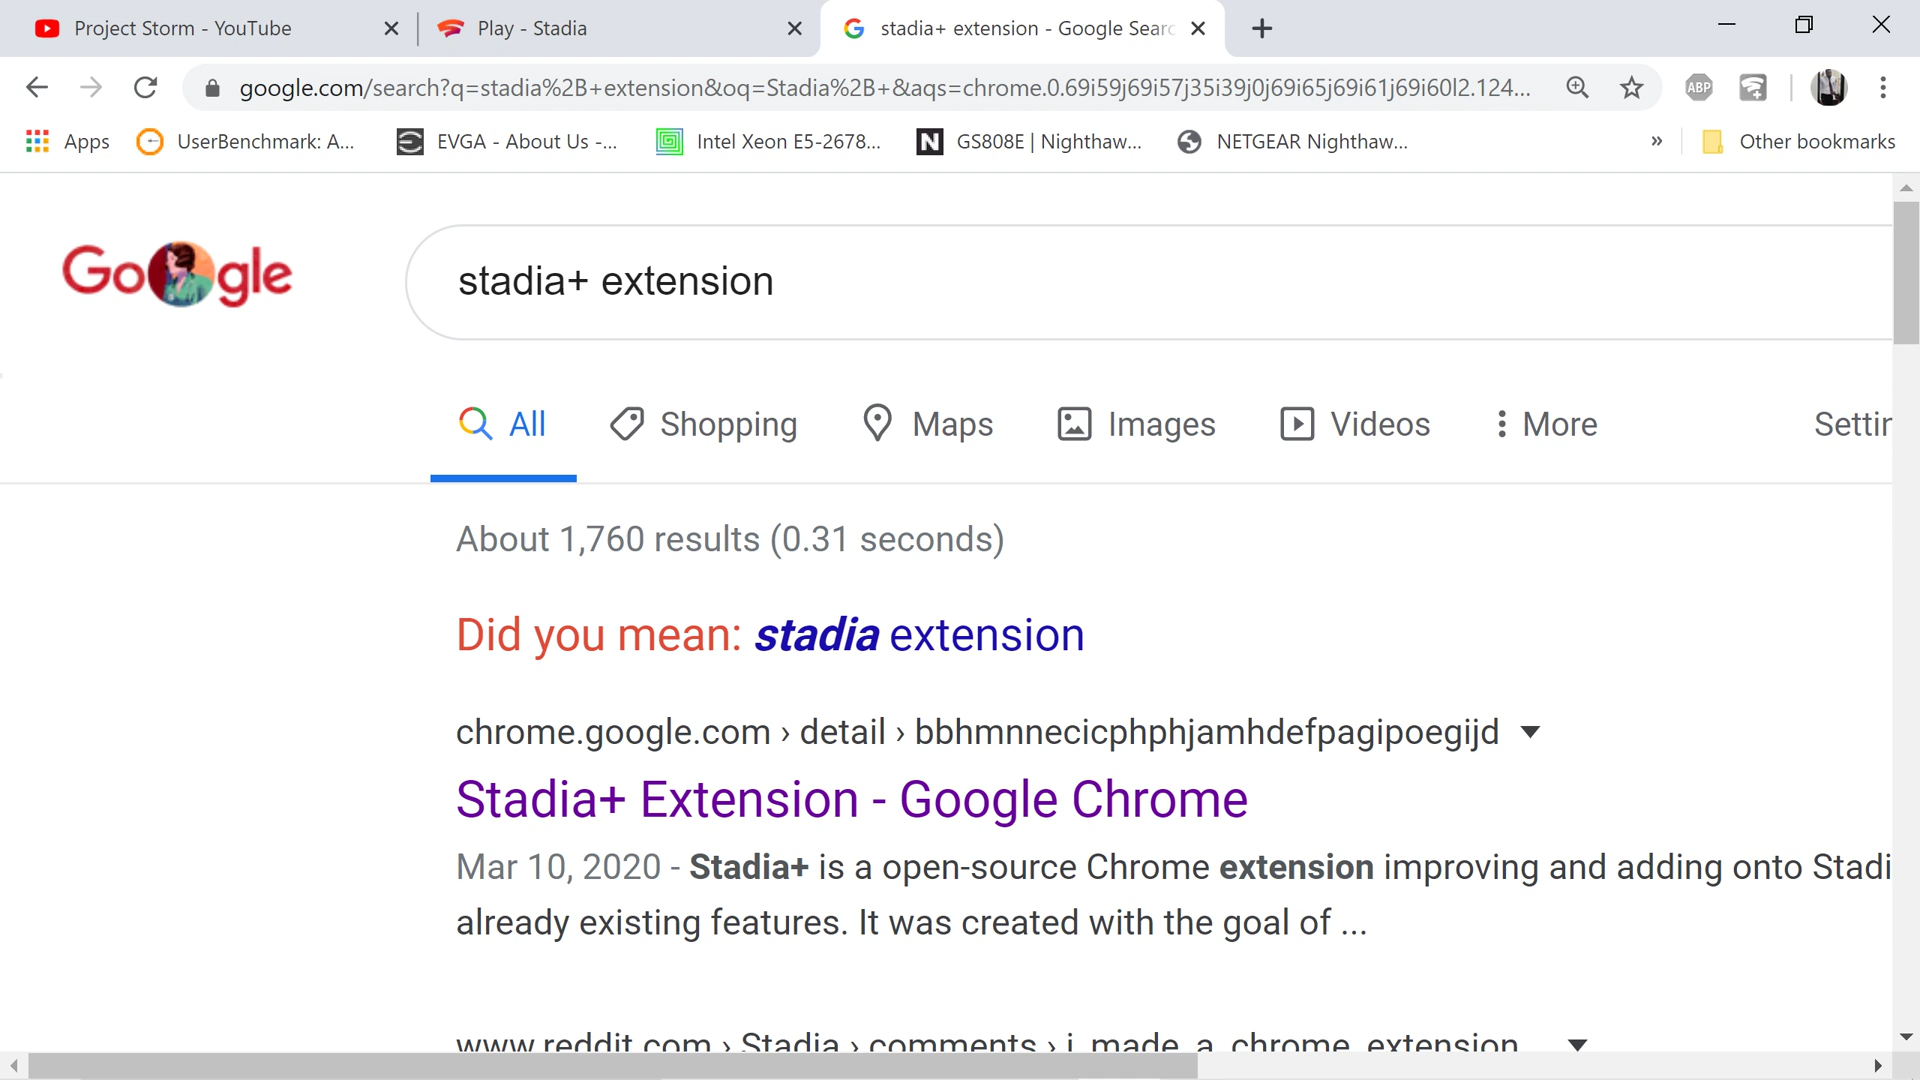 Project Storm - YouTube
Play - Stadia
stadia+ extension - Google Searc
google.com/search?q=stadia%2B+extension&oq=Stadia%2B+&aqs=chrome.0.69i59j69i57j35i39j0j69i65j69i61j69i60l2.124...
ABP
Apps
UserBenchmark: A...
EVGA - About Us -...
Intel Xeon E5-2678...
N
GS808E | Nighthaw...
NETGEAR Nighthaw...
»
Other bookmarks
Google
stadia+ extension
All
Shopping
Maps
Images
Videos
More
Settin
About 1,760 results (0.31 seconds)
Did you mean: stadia extension
chrome.google.com › detail › bbhmnnecicphphjamhdefpagipoegijd
Stadia+ Extension - Google Chrome
Mar 10, 2020 - Stadia+ is a open-source Chrome extension improving and adding onto Stadi
already existing features. It was created with the goal of ...
www.reddit.com › Stadia › comments › i_made_a_chrome_extension